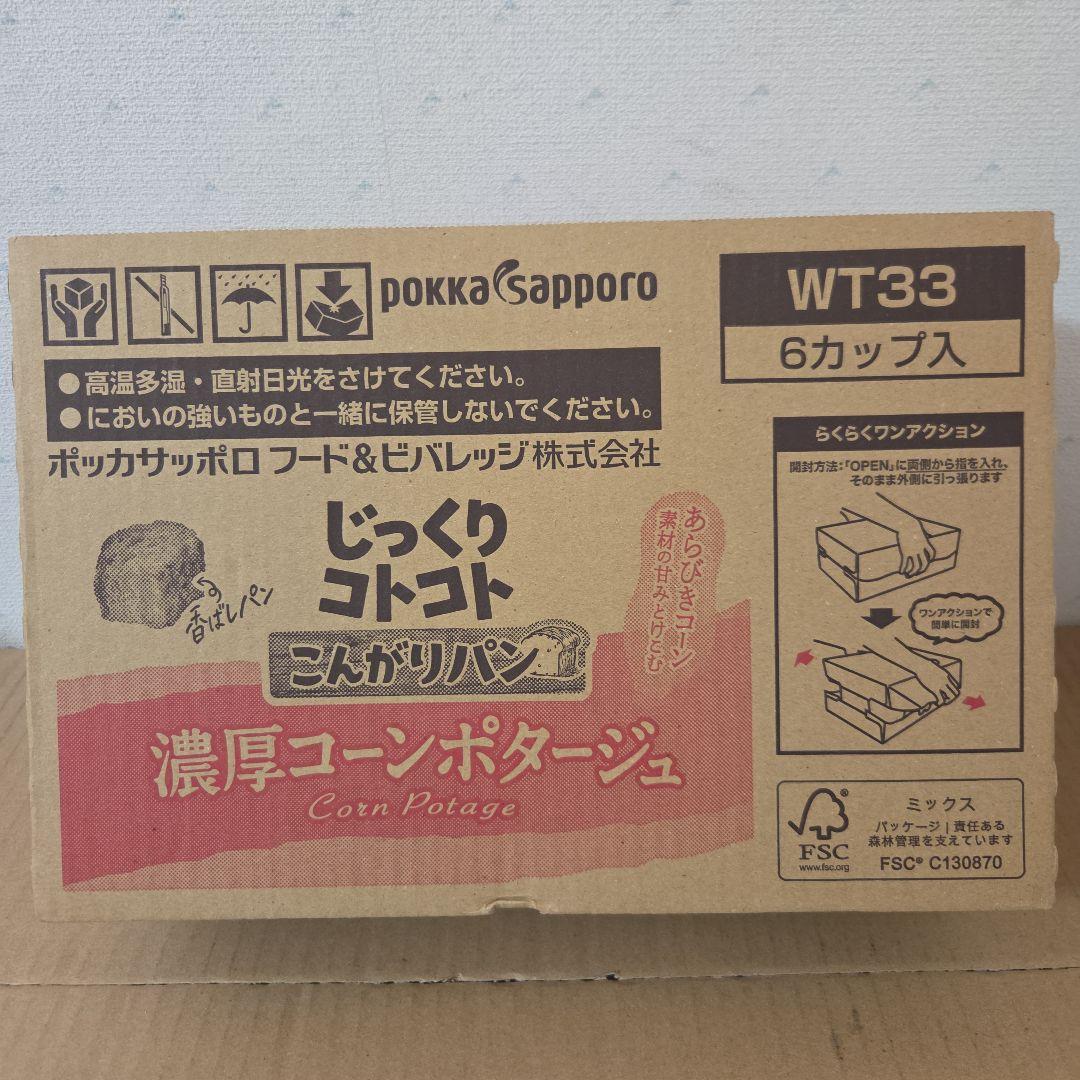 pokka sapporo
WT33
6カップ入
●高温多湿・直射日光をさけてください。
●においの強いものと一緒に保管しないでください。
ポッカサッポロ フード&ビバレッジ株式会社
らくらくワンアクション
開封方法:「OPEN」に両側から指を入れ、
そのまま外側に引っ張ります
ワンアクションで
簡単に開封
じっくり
コトコト
こんがりパン
香ばしパン
あらびきコーン
素材の甘みとけこむ
濃厚コーンポタージュ
Corn Potage
FSC®
www.fsc.org
ミックス
パッケージ|責任ある
森林管理を支えています
FSC® C130870